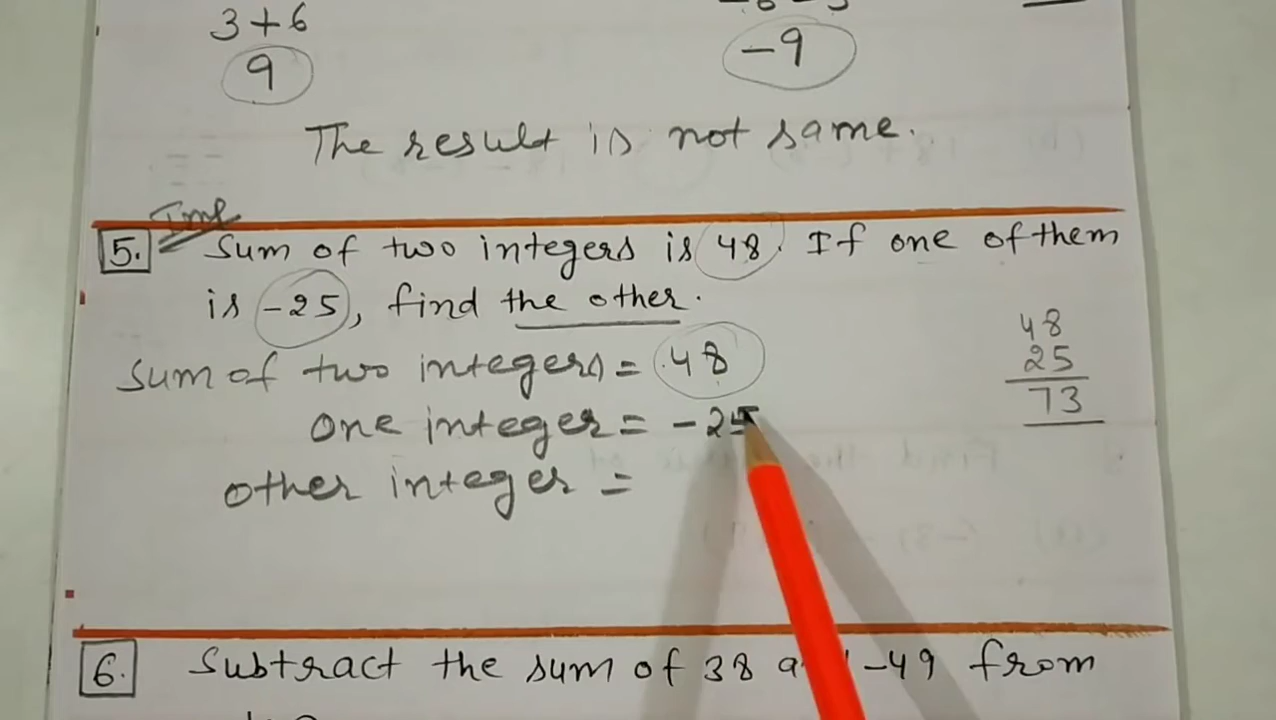 3+6
9
-9
The result is not same.
Imp
5. Sum of two integers is 48. If one of them
is -25, find the other.
48
25
73
Sum of two integers = 48
One integer = -25
other integer =
6. Subtract the sum of 38 -49 from